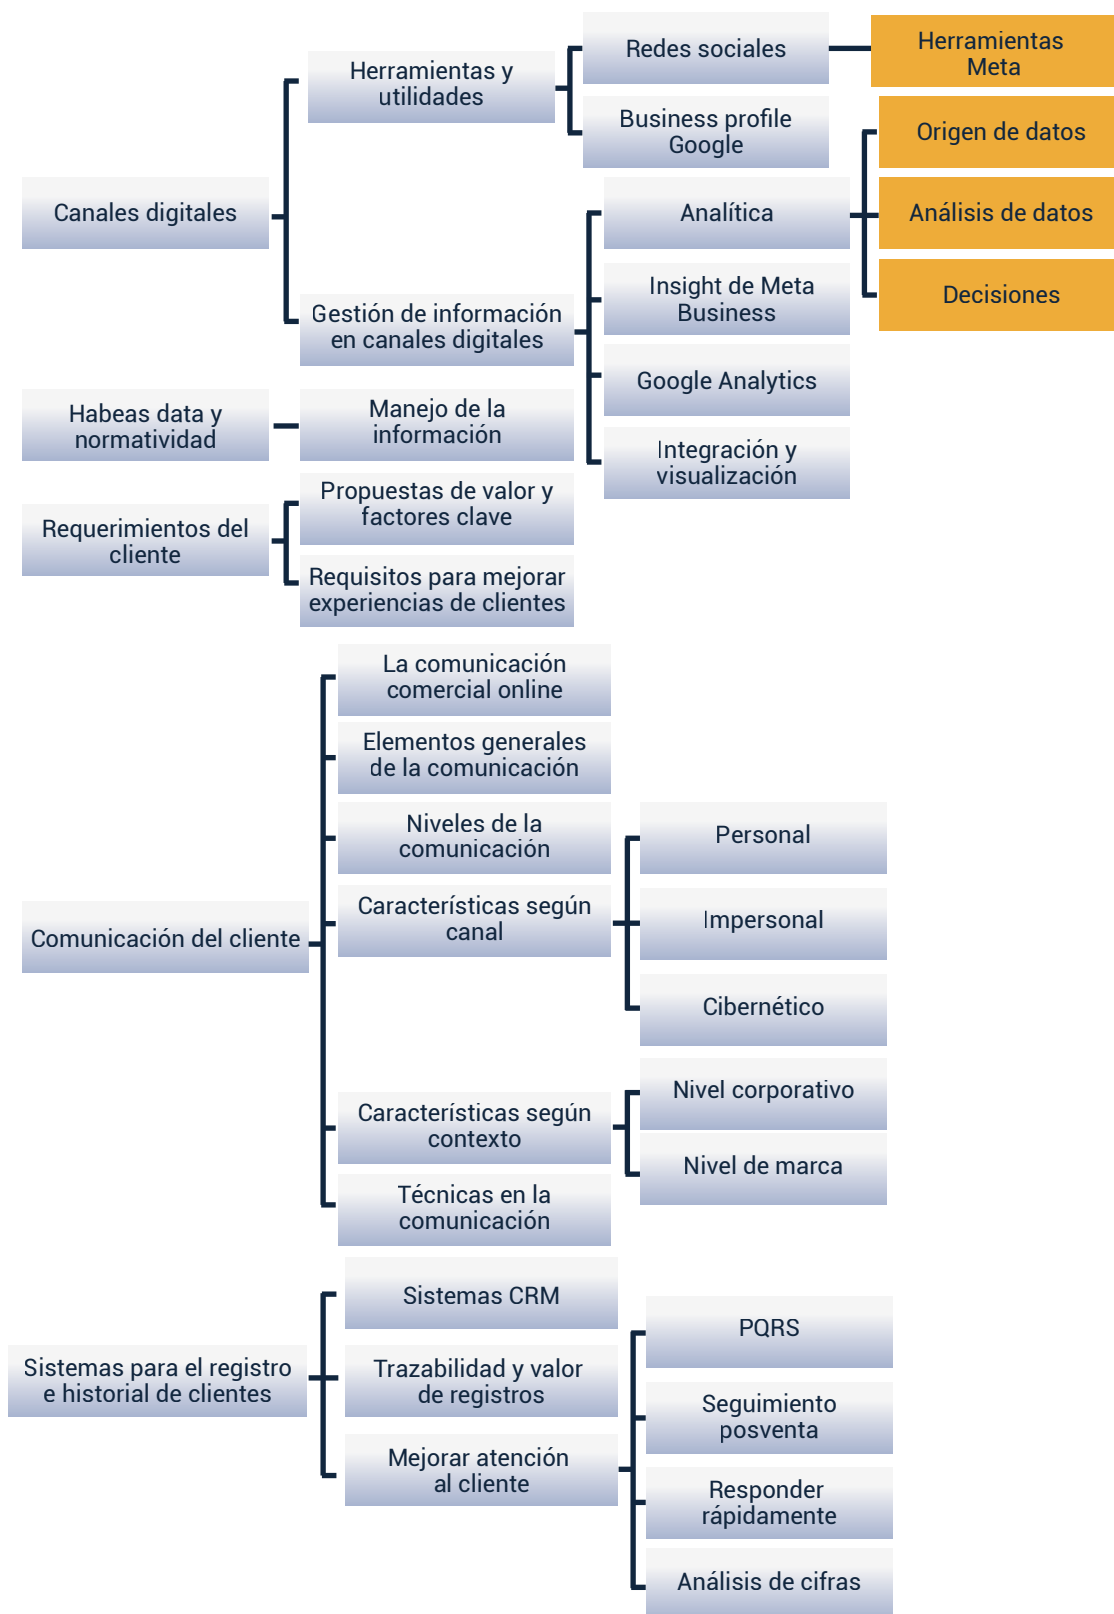 Redes sociales
Herramientas
Meta
Herramientas y
utilidades
Business profile
Google
Origen de datos
Canales digitales
Analítica
Análisis de datos
Insight de Meta
Business
Decisiones
Gestión de información
en canales digitales
Google Analytics
Habeas data y
normatividad
Manejo de la
información
Integración y
visualización
Requerimientos del
cliente
Propuestas de valor y
factores clave
Requisitos para mejorar
experiencias de clientes
La comunicación
comercial online
Elementos generales
de la comunicación
Niveles de la
comunicación
Personal
Comunicación del cliente
Características según
canal
Impersonal
Cibernético
Nivel corporativo
Características según
contexto
Nivel de marca
Técnicas en la
comunicación
Sistemas CRM
PQRS
Sistemas para el registro
e historial de clientes
Trazabilidad y valor
de registros
Seguimiento
posventa
Mejorar atención
al cliente
Responder
rápidamente
Análisis de cifras